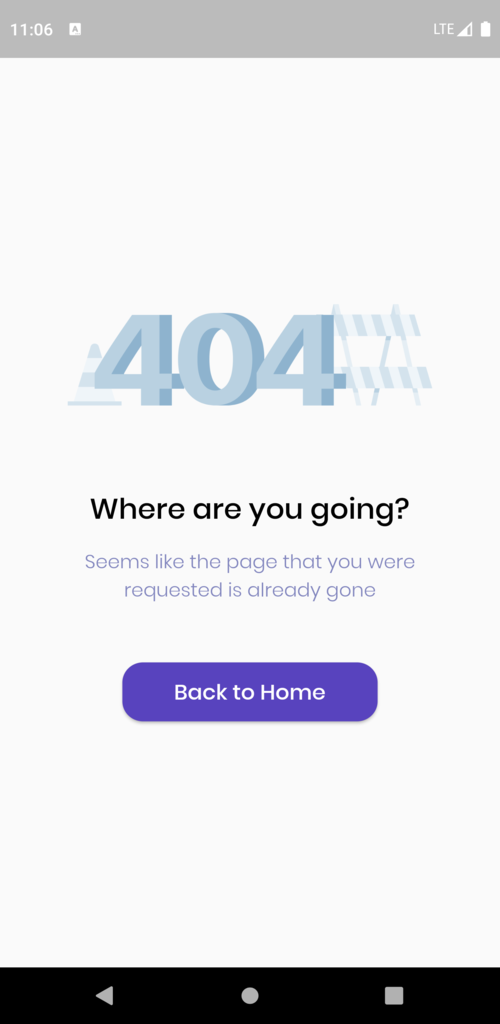 11:06
LTE
404
Where are you going?
Seems like the page that you were
requested is already gone
Back to Home